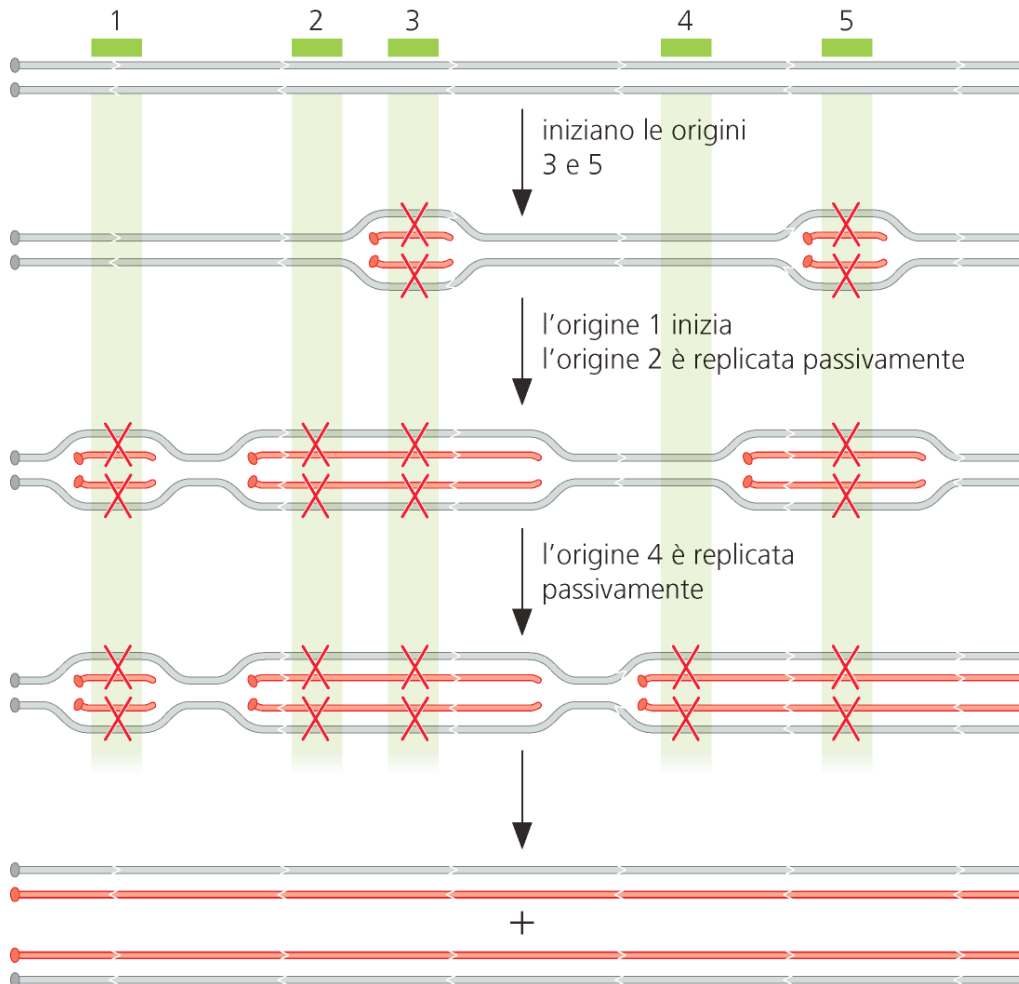 1 2 3 4 5
iniziano le origini
3 e 5
l'origine 1 inizia
l'origine 2 è replicata passivamente
l'origine 4 è replicata
passivamente
+